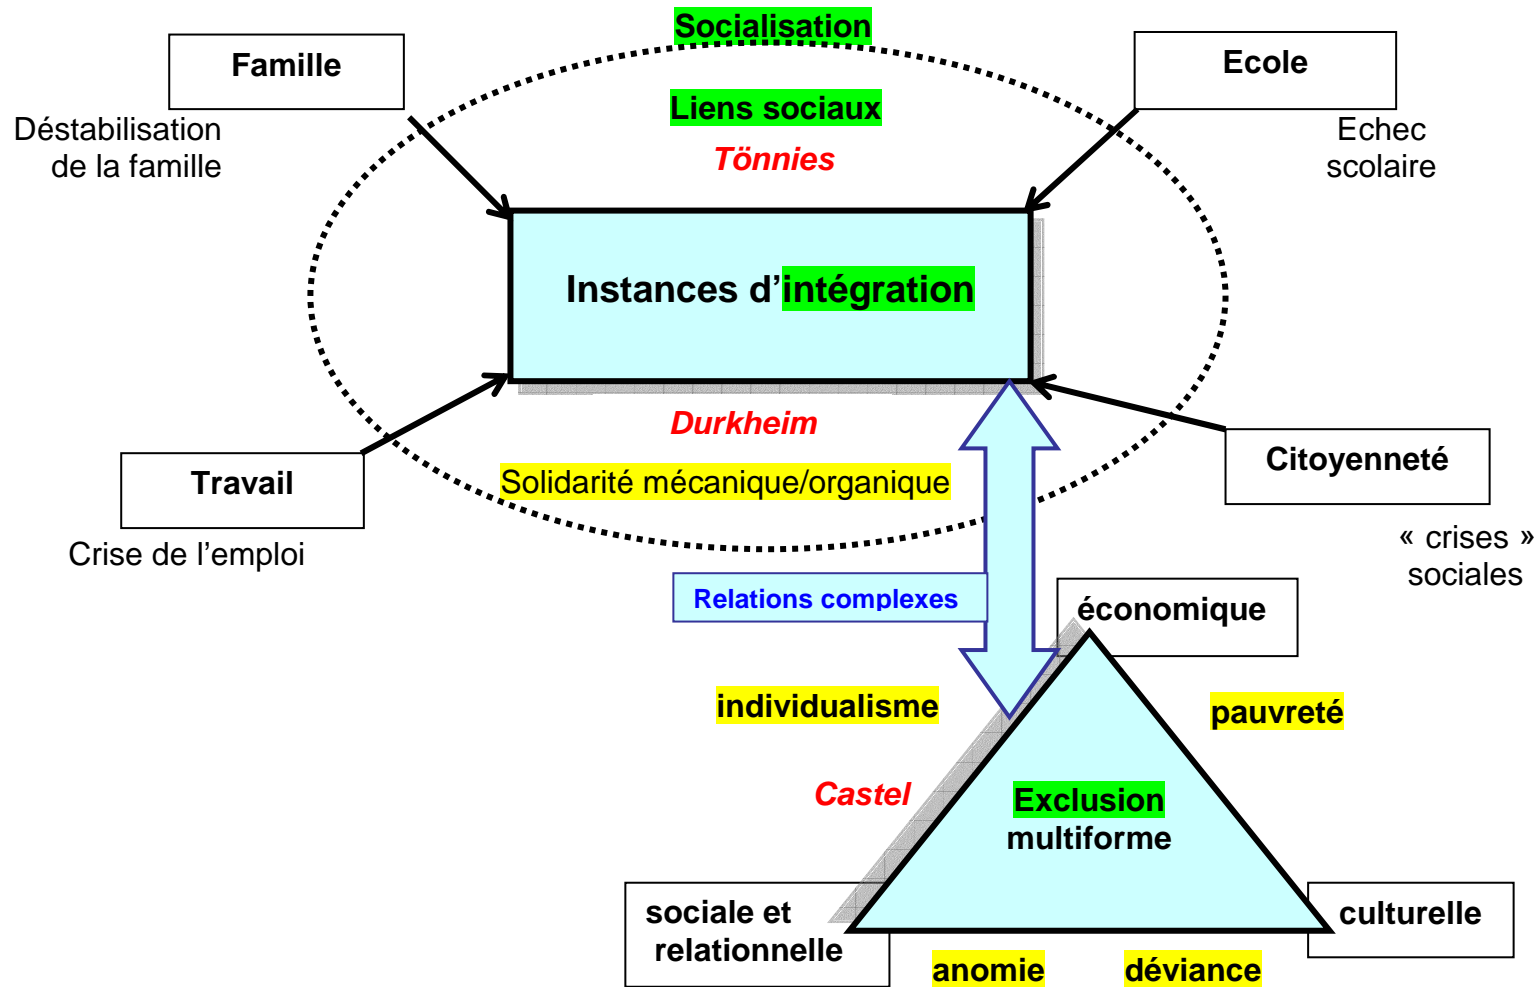 Socialisation
Famille
Ecole
Liens sociaux
Déstabilisation
de la famille
Echec
scolaire
Tönnies
Instances d’intégration
Durkheim
Travail
Solidarité mécanique/organique
Citoyenneté
Crise de l’emploi
« crises »
sociales
Relations complexes
économique
individualisme
pauvreté
Castel
Exclusion
multiforme
sociale et
relationnelle
culturelle
anomie
déviance